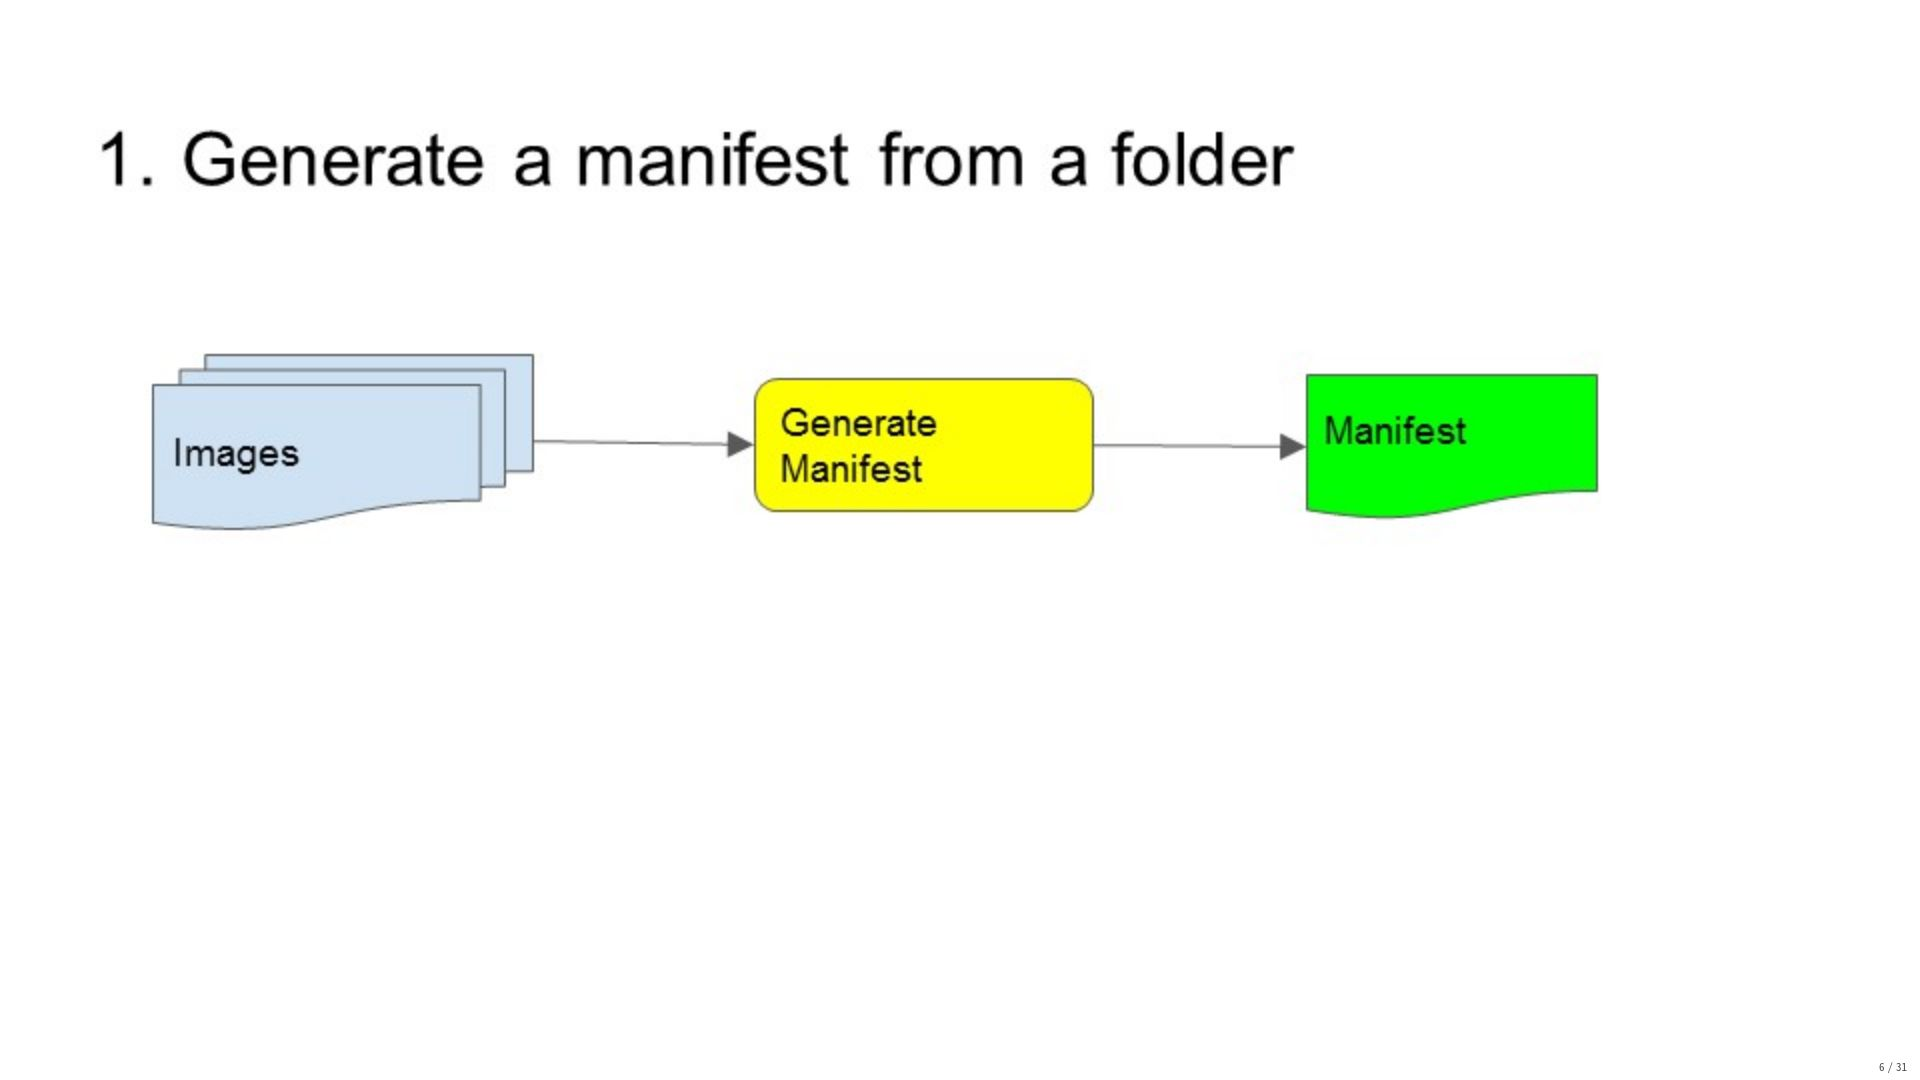 1. Generate a manifest from a folder
Images
Generate
Manifest
Manifest
6 / 31